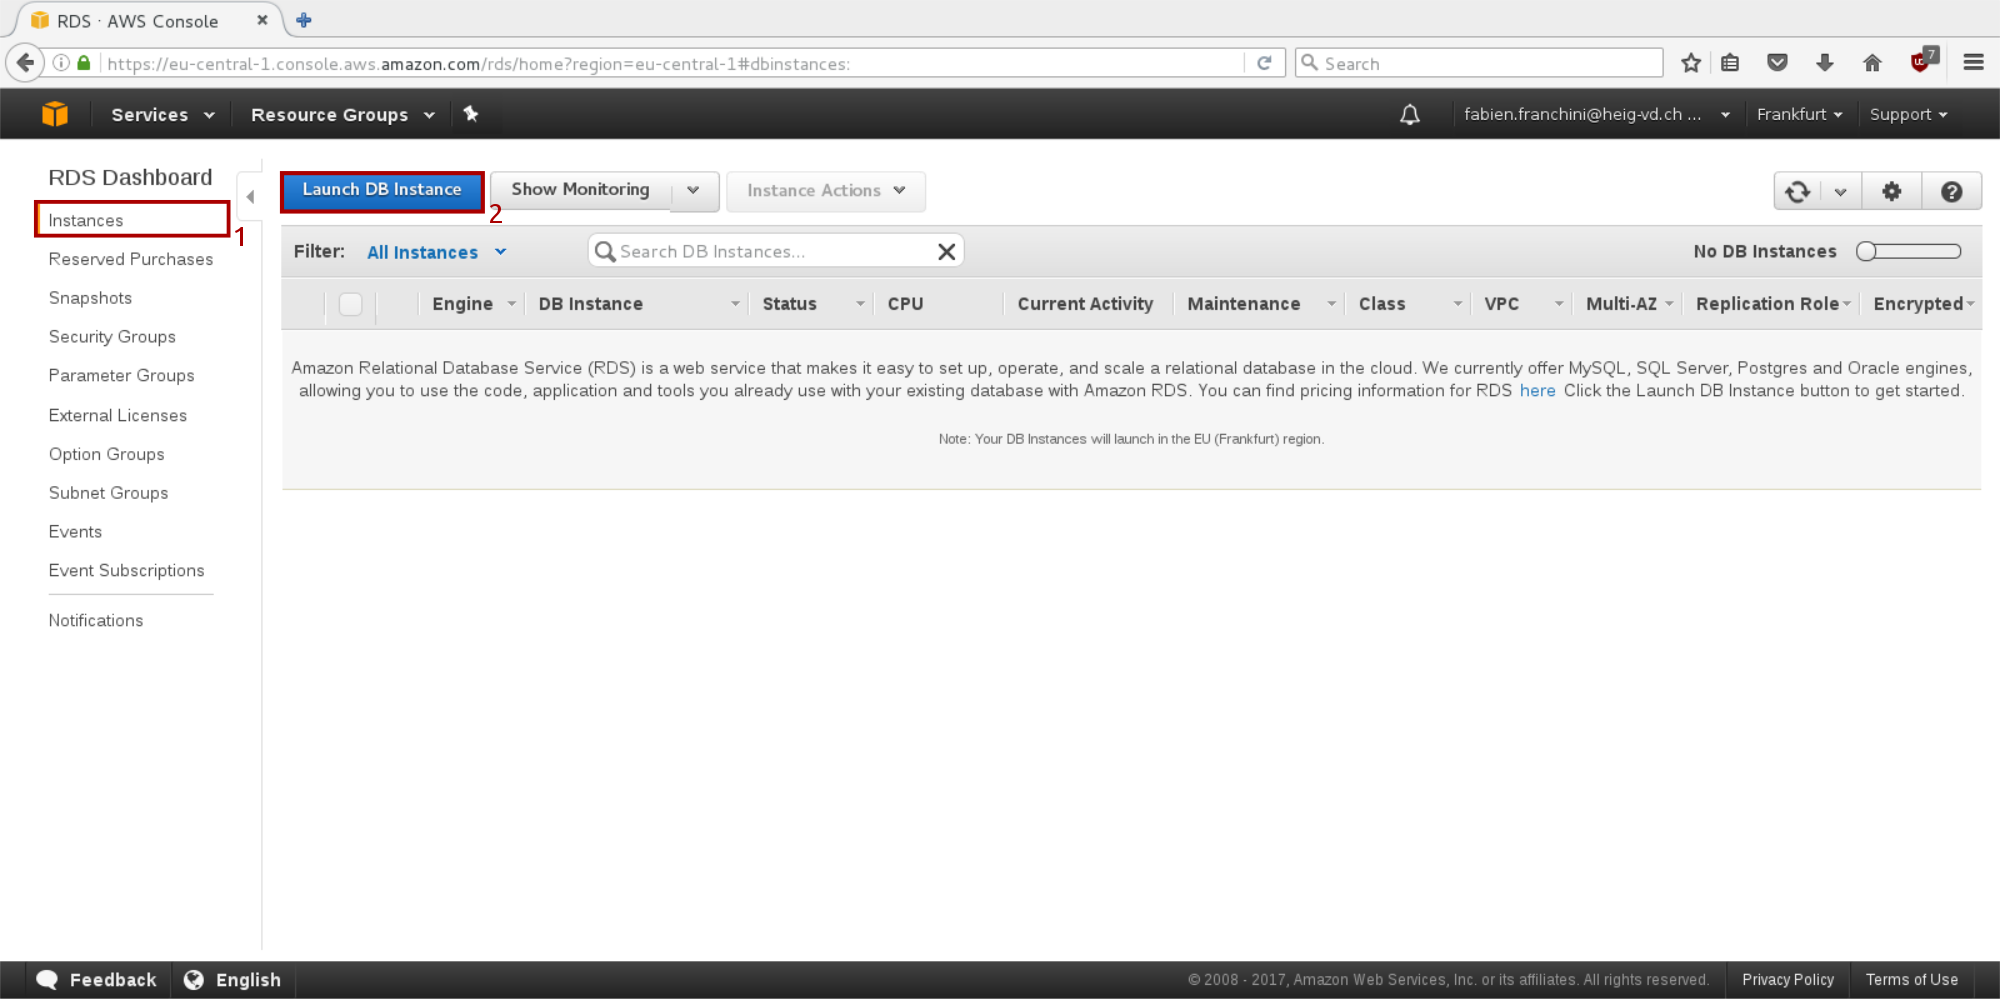 RDS · AWS Console
https://eu-central-1.console.aws.amazon.com/rds/home?region=eu-central-1#dbinstances:
Search
7
Services
Resource Groups
fabien.franchini@heig-vd.ch ...
Frankfurt
Support
RDS Dashboard
Instances
1
Reserved Purchases
Snapshots
Security Groups
Parameter Groups
External Licenses
Option Groups
Subnet Groups
Events
Event Subscriptions
Notifications
Launch DB Instance
2
Show Monitoring
Instance Actions
Filter: All Instances
Search DB Instances...
No DB Instances
Engine DB Instance Status CPU Current Activity Maintenance Class VPC Multi-AZ Replication Role Encrypted
Amazon Relational Database Service (RDS) is a web service that makes it easy to set up, operate, and scale a relational database in the cloud. We currently offer MySQL, SQL Server, Postgres and Oracle engines,
allowing you to use the code, application and tools you already use with your existing database with Amazon RDS. You can find pricing information for RDS here Click the Launch DB Instance button to get started.
Note: Your DB Instances will launch in the EU (Frankfurt) region.
Feedback
English
© 2008 - 2017, Amazon Web Services, Inc. or its affiliates. All rights reserved.
Privacy Policy
Terms of Use